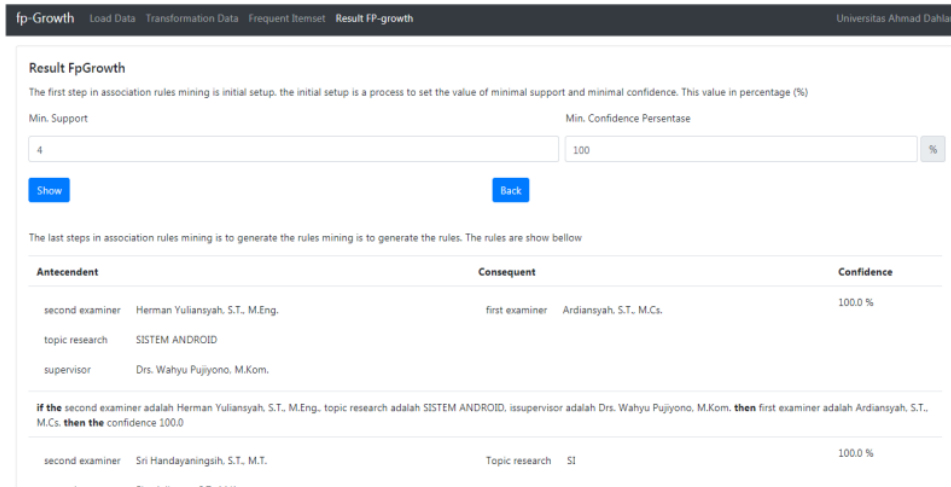 fp-Growth Load Data Transformation Data Frequent Itemset Result FP-growth Universitas Ahmad
Result FpGrowth
The first step in association rules mining is initial setup. the initial setup is a process to set the value of minimal support and minimal confidence. This value in percentage (%)
Min. Support Min. Confidence Persentase
4 100 %
Show Back
The last steps in association rules mining is to generate the rules mining is to generate the rules. The rules are show bellow
Antecendent Consequent Confidence
second examiner Herman Yuliansyah, S.T., M.Eng. first examiner Ardiansyah, S.T., M.Cs. 100.0 %
topic research SISTEM ANDROID
supervisor Drs. Wahyu Pujiyono, M.Kom.
if the second examiner adalah Herman Yuliansyah, S.T., M.Eng., topic research adalah SISTEM ANDROID, issupervisor adalah Drs. Wahyu Pujiyono, M.Kom. then first examiner adalah Ardiansyah, S.T.,
M.Cs. then the confidence 100.0
second examiner Sri Handayaningsih, S.T., M.T. Topic research SI 100.0 %